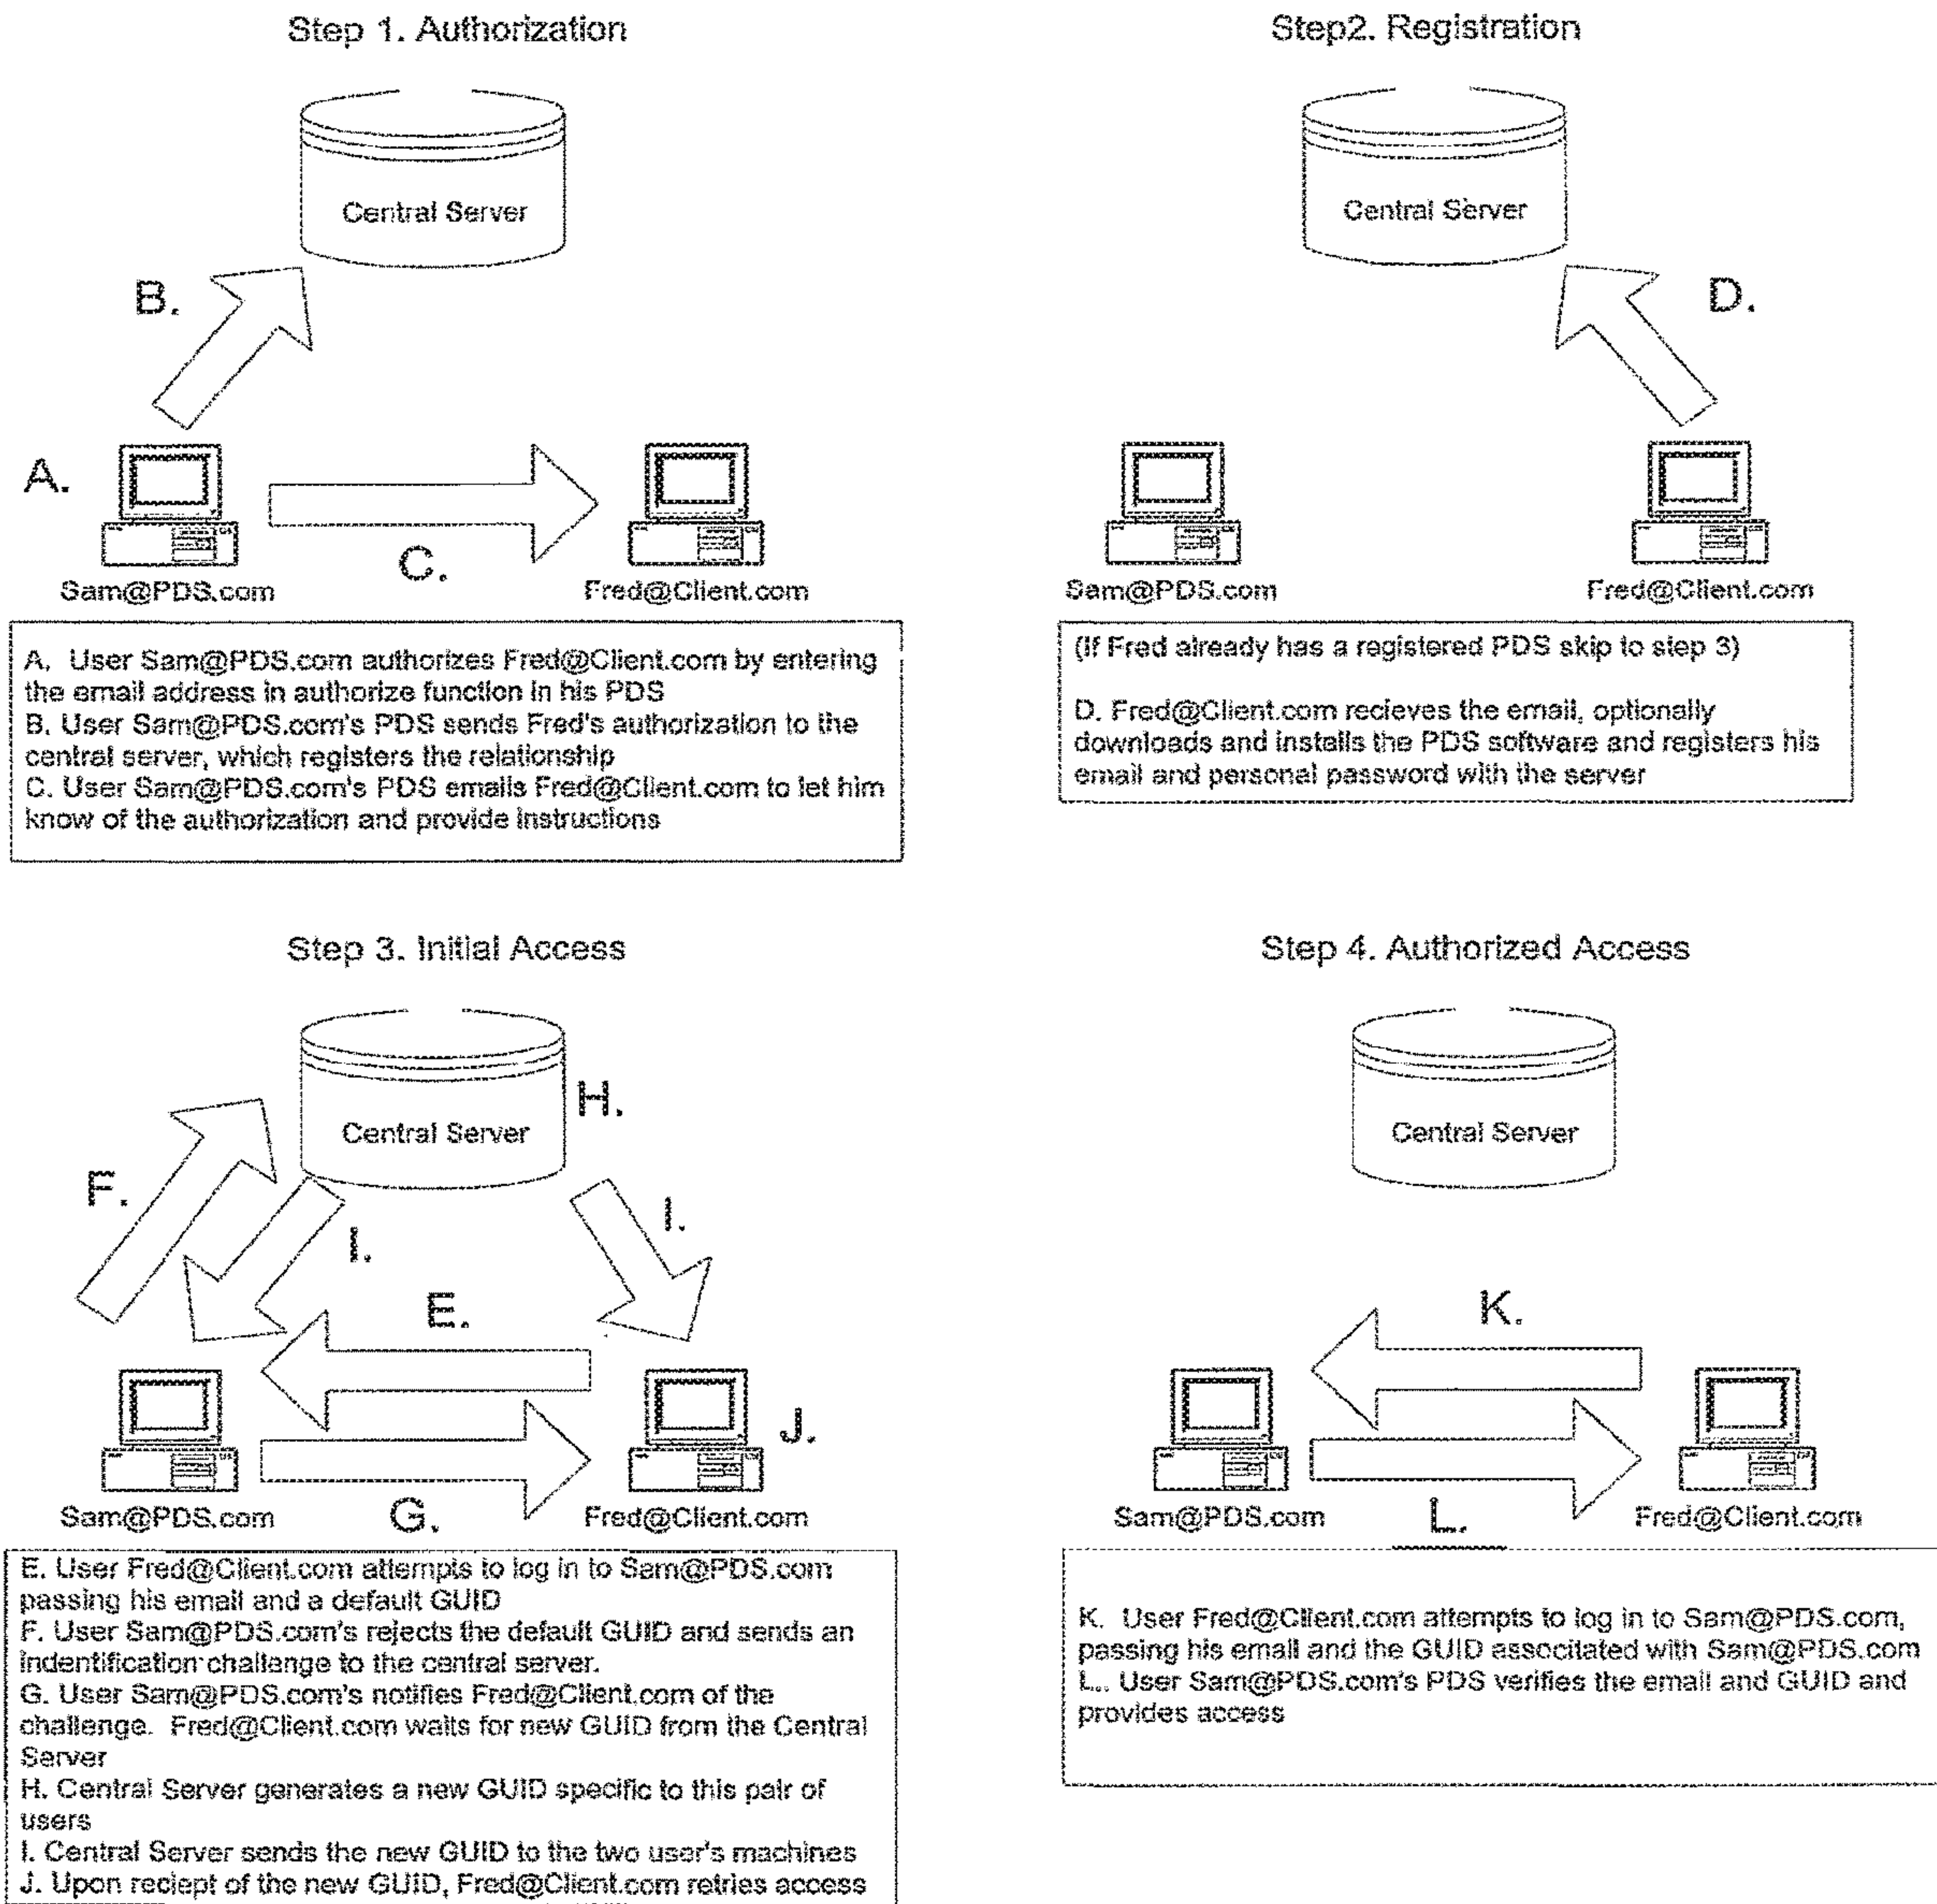 Step 1. Authorization
Central Server
B.
A.
C.
Sam@PDS.com
Fred@Client.com
A. User Sam@PDS.com authorizes Fred@Client.com by entering
the email address in authorize function in his PDS
B. User Sam@PDS.com's PDS sends Fred's authorization to the
central server, which registers the relationship
C. User Sam@PDS.com's PDS emails Fred@Client.com to let him
know of the authorization and provide instructions
Step2. Registration
Central Server
D.
Sam@PDS.com
Fred@Client.com
(If Fred already has a registered PDS skip to step 3)
D. Fred@Client.com recieves the email, optionally
downloads and installs the PDS software and registers his
email and personal password with the server
Step 3. Initial Access
Central Server
H.
F.
I.
I.
E.
J.
G.
Sam@PDS.com
Fred@Client.com
E. User Fred@Client.com attempts to log in to Sam@PDS.com
passing his email and a default GUID
F. User Sam@PDS.com's rejects the default GUID and sends an
indentification challenge to the central server.
G. User Sam@PDS.com's notifies Fred@Client.com of the
challenge. Fred@Client.com waits for new GUID from the Central
Server
H. Central Server generates a new GUID specific to this pair of
users
I. Central Server sends the new GUID to the two user's machines
J. Upon reciept of the new GUID, Fred@Client.com retries access
Step 4. Authorized Access
Central Server
K.
L.
Sam@PDS.com
Fred@Client.com
K. User Fred@Client.com attempts to log in to Sam@PDS.com,
passing his email and the GUID associtated with Sam@PDS.com
L.. User Sam@PDS.com's PDS verifies the email and GUID and
provides access